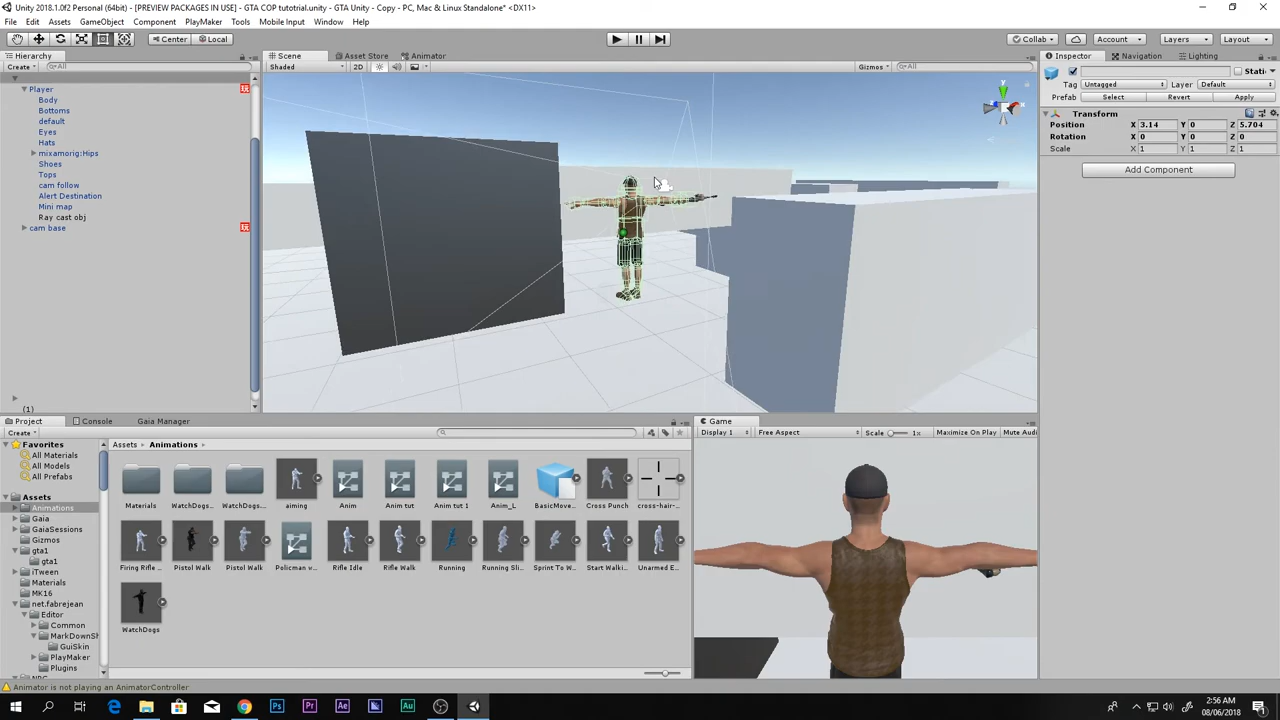 Unity 2018.1.0f2 Personal (64bit) - [PREVIEW PACKAGES IN USE] - GTA COP tututrial.unity - GTA Unity - Copy - PC, Mac & Linux Standalone* <DX11>
File Edit Assets GameObject Component PlayMaker Tools Mobile Input Window Help
Center Local Collab Account Layers Layout
Hierarchy Scene Asset Store Animator Inspector Navigation Lighting
Create All Shaded 2D Gizmos All Stati
Tag Untagged Layer Default
Prefab Select Revert Apply
Transform
Position X 3.14 Y 0 Z 5.704
Rotation X 0 Y 0 Z 0
Scale X 1 Y 1 Z 1
Add Component
Player
Body
Bottoms
default
Eyes
Hats
mixamorig:Hips
Shoes
Tops
cam follow
Alert Destination
Mini map
Ray cast obj
cam base
(1)
y
Project Console Gaia Manager Game
Create Display 1 Free Aspect Scale 1x Maximize On Play Mute Audi
Favorites
All Materials
All Models
All Prefabs
Assets
Animations
Gaia
GaiaSessions
Gizmos
gta1
gta1
iTween
Materials
MK16
net.fabrejean
Editor
Common
MarkDownSh
GuiSkin
PlayMaker
Plugins
Assets Animations
Materials WatchDogs... WatchDog... aiming Anim Anim tut Anim tut 1 Anim_L BasicMove... Cross Punch cross-hair-...
Firing Rifle ... Pistol Walk Pistol Walk Policman w... Rifle Idle Rifle Walk Running Running Sli... Sprint To W... Start Walki... Unarmed E...
WatchDogs
Animator is not playing an AnimatorController
2:56 AM
08/06/2018